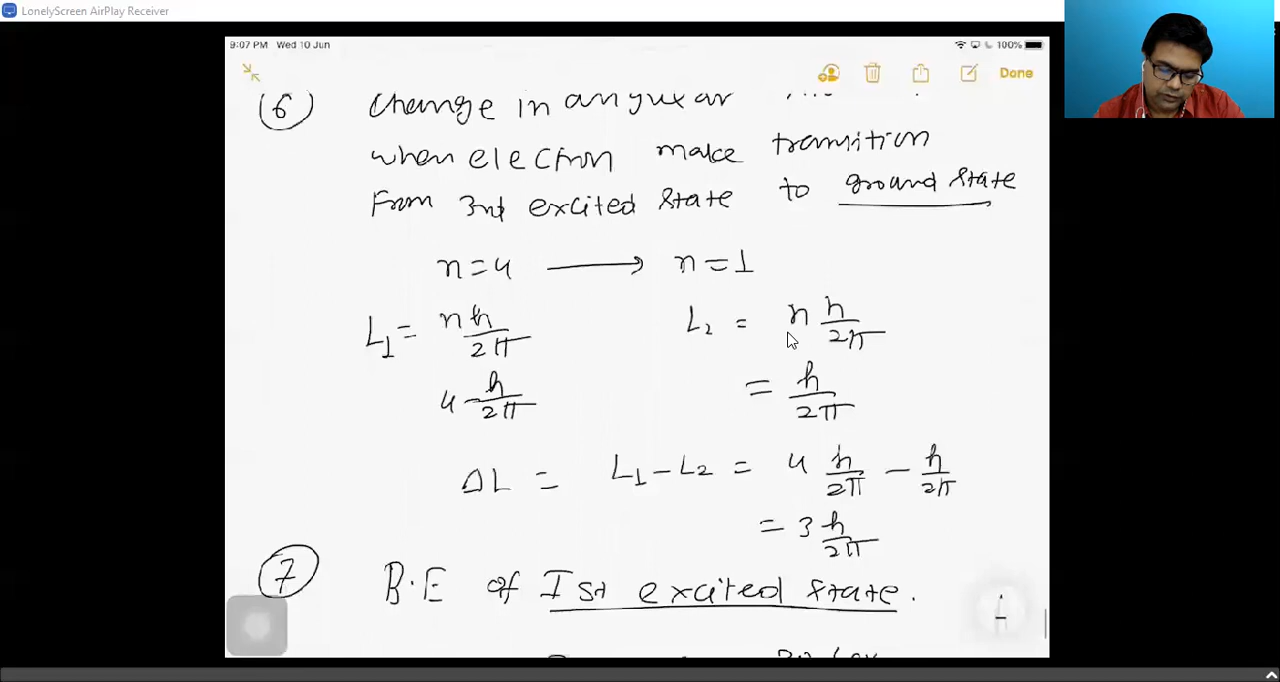 LonelyScreen AirPlay Receiver
9:07 PM Wed 10 Jun
100%
Done
(6) Change in angular
when electron make transition
From 3rd excited state to ground state
n=4 ⟶ n=1
L₁ = nh/2π L₂ = n h/2π
4 h/2π = h/2π
ΔL = L₁ - L₂ = 4 h/2π - h/2π
= 3 h/2π
(7) B.E of Ist excited state.